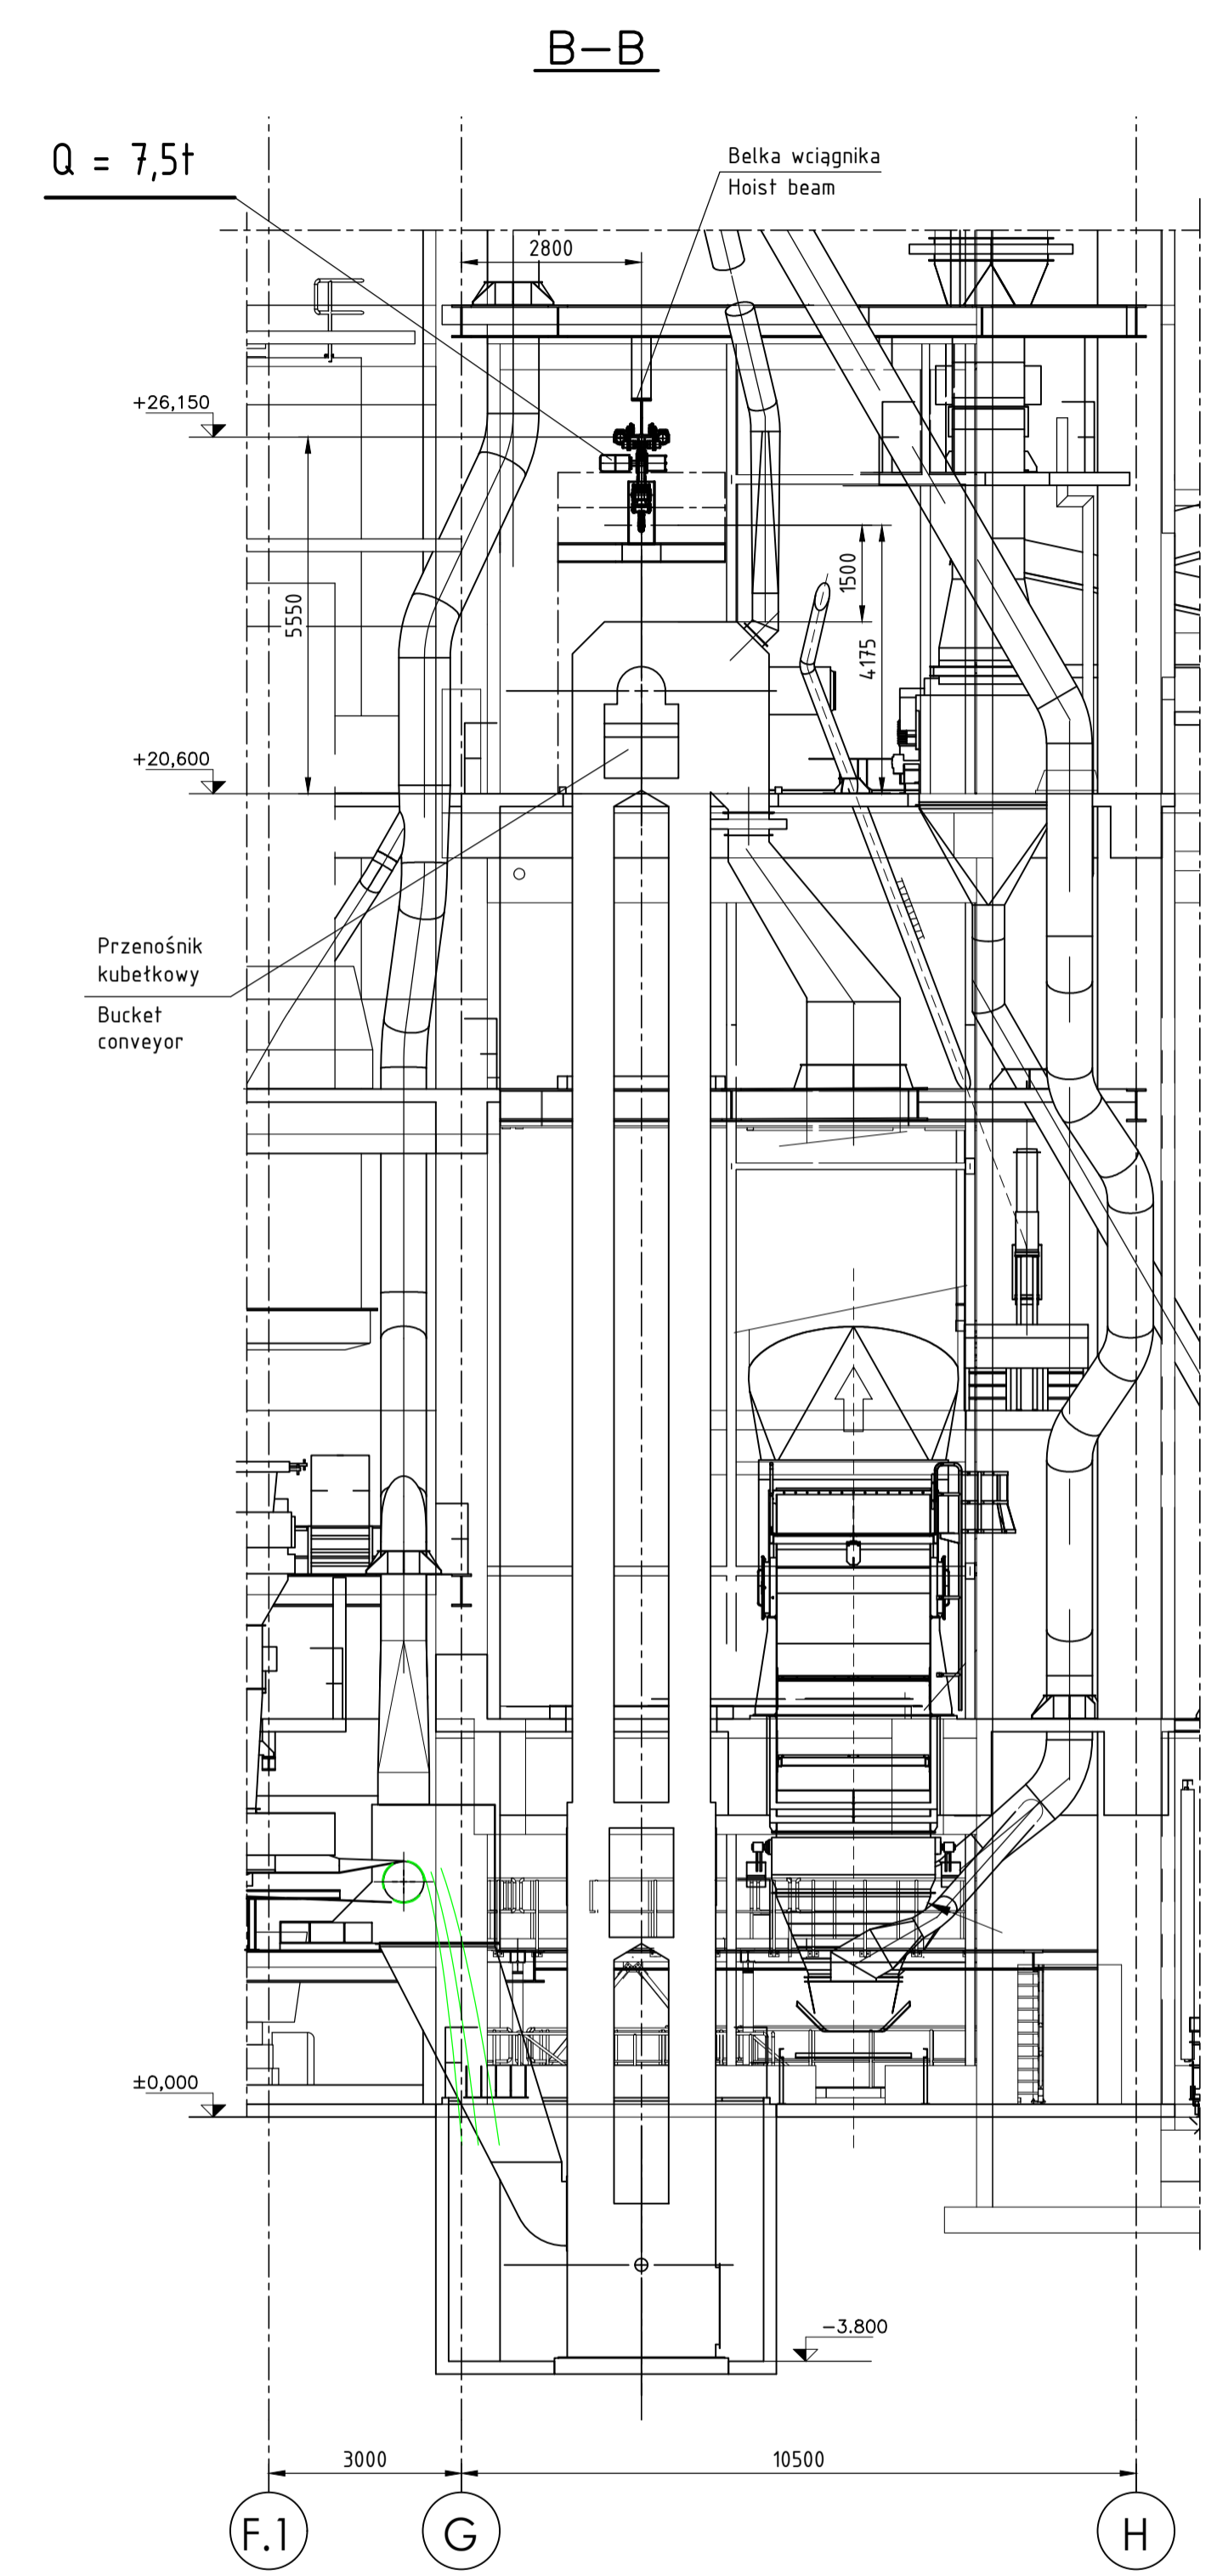 B-B
Q = 7,5t
Belka wciągnika
Hoist beam
2800
+26,150
5550
1500
4175
+20,600
Przenośnik
kubełkowy
Bucket
conveyor
±0,000
-3.800
3000
10500
F.1
G
H